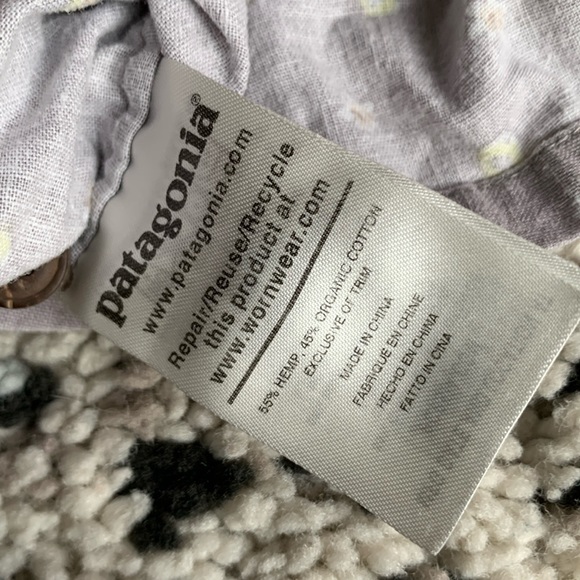 patagonia®
www.patagonia.com
Repair/Reuse/Recycle
this product at
www.wornwear.com
55% HEMP, 45% ORGANIC COTTON
EXCLUSIVE OF TRIM
MADE IN CHINA
FABRIQUE EN CHINE
HECHO EN CHINA
FATTO IN CINA